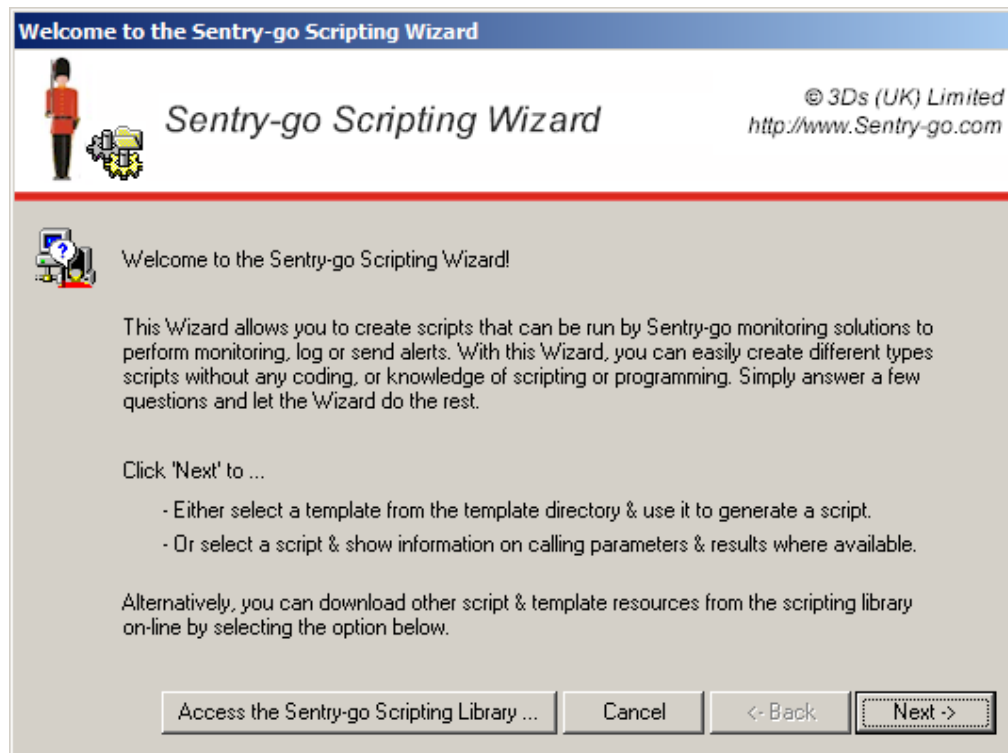 Welcome to the Sentry-go Scripting Wizard
Sentry-go Scripting Wizard
© 3Ds (UK) Limited
http://www.Sentry-go.com
Welcome to the Sentry-go Scripting Wizard!
This Wizard allows you to create scripts that can be run by Sentry-go monitoring solutions to
perform monitoring, log or send alerts. With this Wizard, you can easily create different types
scripts without any coding, or knowledge of scripting or programming. Simply answer a few
questions and let the Wizard do the rest.
Click 'Next' to ...
- Either select a template from the template directory & use it to generate a script.
- Or select a script & show information on calling parameters & results where available.
Alternatively, you can download other script & template resources from the scripting library
on-line by selecting the option below.
Access the Sentry-go Scripting Library ...
Cancel
<- Back
Next ->